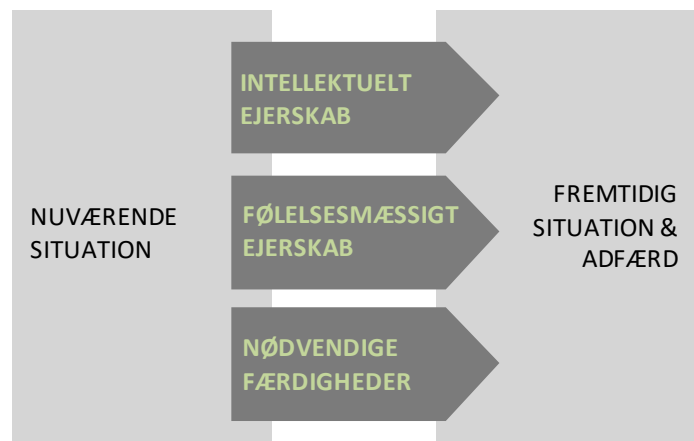 NUVÆRENDE
SITUATION
INTELLEKTUELT
EJERSKAB
FØLELSESMÆSSIGT
EJERSKAB
NØDVENDIGE
FÆRDIGHEDER
FREMTIDIG
SITUATION &
ADFÆRD